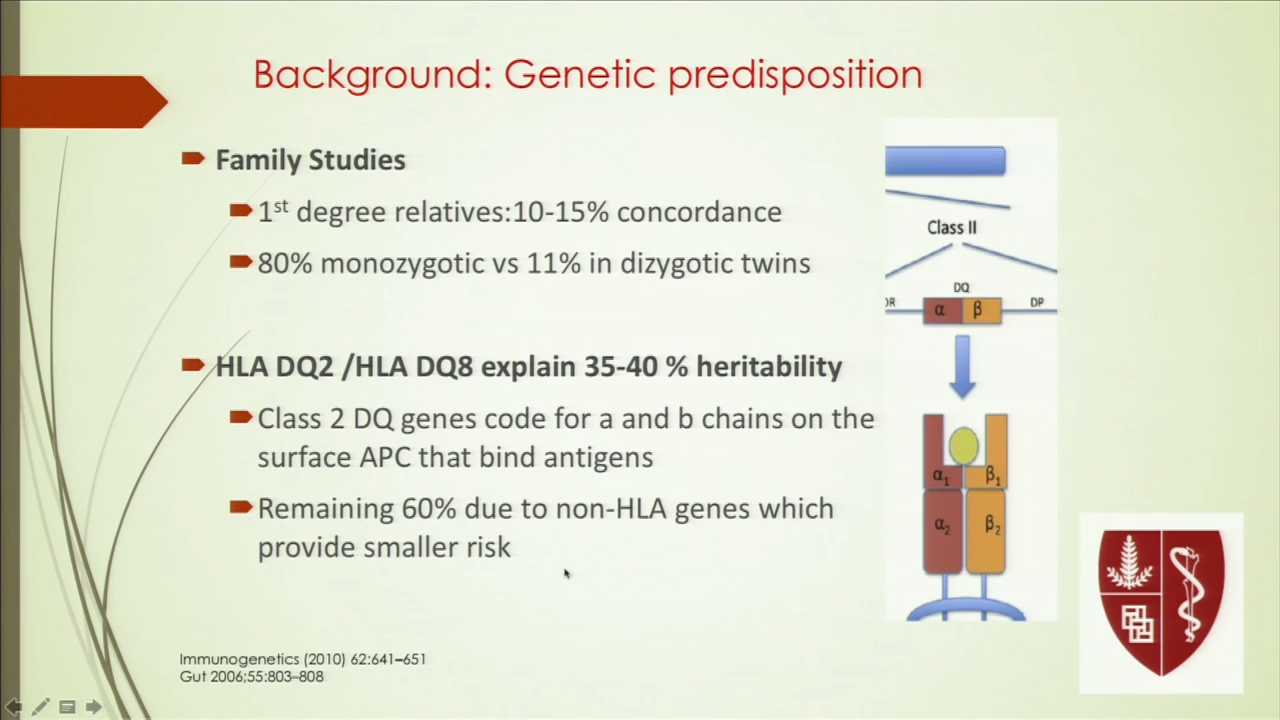 Background: Genetic predisposition
Family Studies
1st degree relatives:10-15% concordance
80% monozygotic vs 11% in dizygotic twins
HLA DQ2 /HLA DQ8 explain 35-40 % heritability
Class 2 DQ genes code for a and b chains on the
surface APC that bind antigens
Remaining 60% due to non-HLA genes which
provide smaller risk
Immunogenetics (2010) 62:641–651
Gut 2006;55:803–808
Class II
DQ
DR
α
β
DP
α1
β1
α2
β2